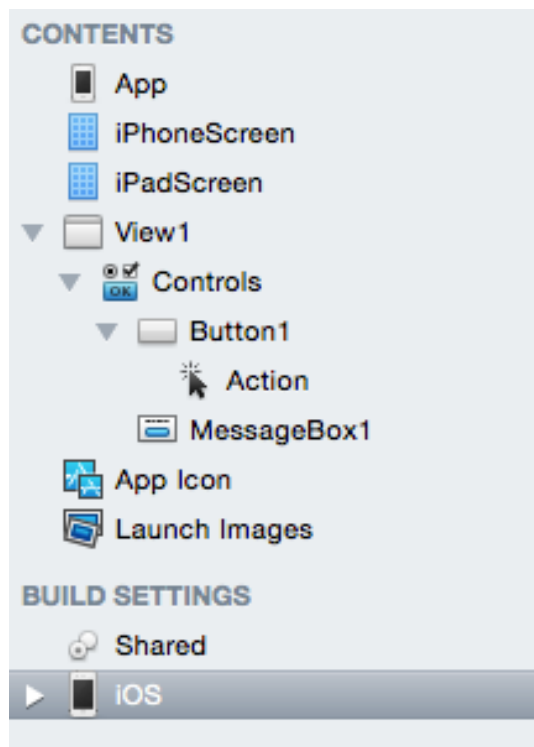 CONTENTS
App
iPhoneScreen
iPadScreen
View1
Controls
Button1
Action
MessageBox1
App Icon
Launch Images
BUILD SETTINGS
Shared
iOS